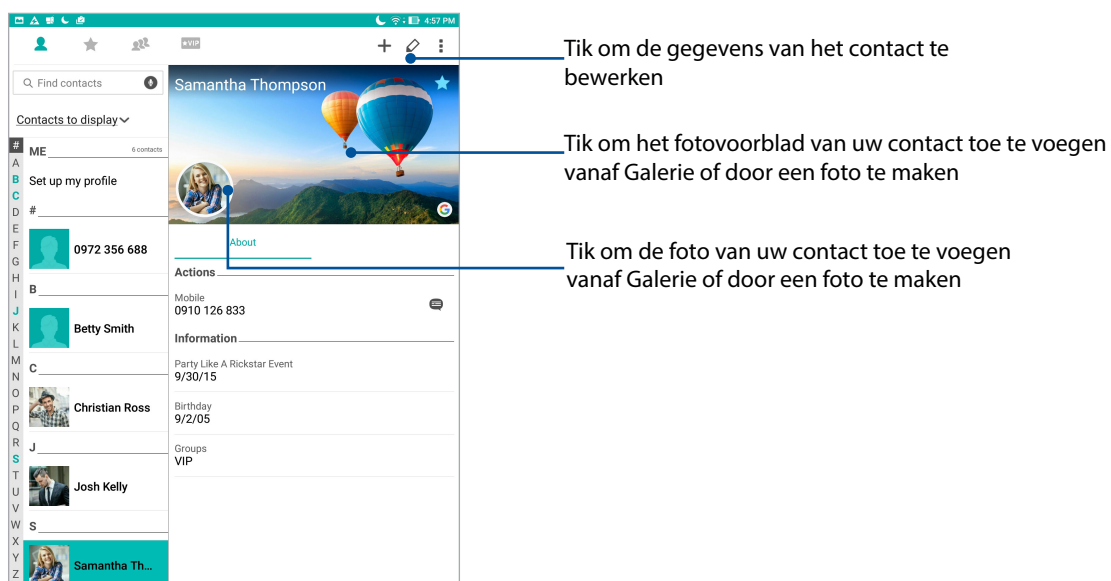 4:57 PM
VIP
Find contacts
Contacts to display
ME
6 contacts
Set up my profile
#
0972 356 688
B
Betty Smith
C
Christian Ross
J
Josh Kelly
S
Samantha Th...
#
A
B
C
D
E
F
G
H
I
J
K
L
M
N
O
P
Q
R
S
T
U
V
W
X
Y
Z
Samantha Thompson
G
About
Actions
Mobile
0910 126 833
Information
Party Like A Rickstar Event
9/30/15
Birthday
9/2/05
Groups
VIP
Tik om de gegevens van het contact te
bewerken
Tik om het fotovoorblad van uw contact toe te voegen
vanaf Galerie of door een foto te maken
Tik om de foto van uw contact toe te voegen
vanaf Galerie of door een foto te maken